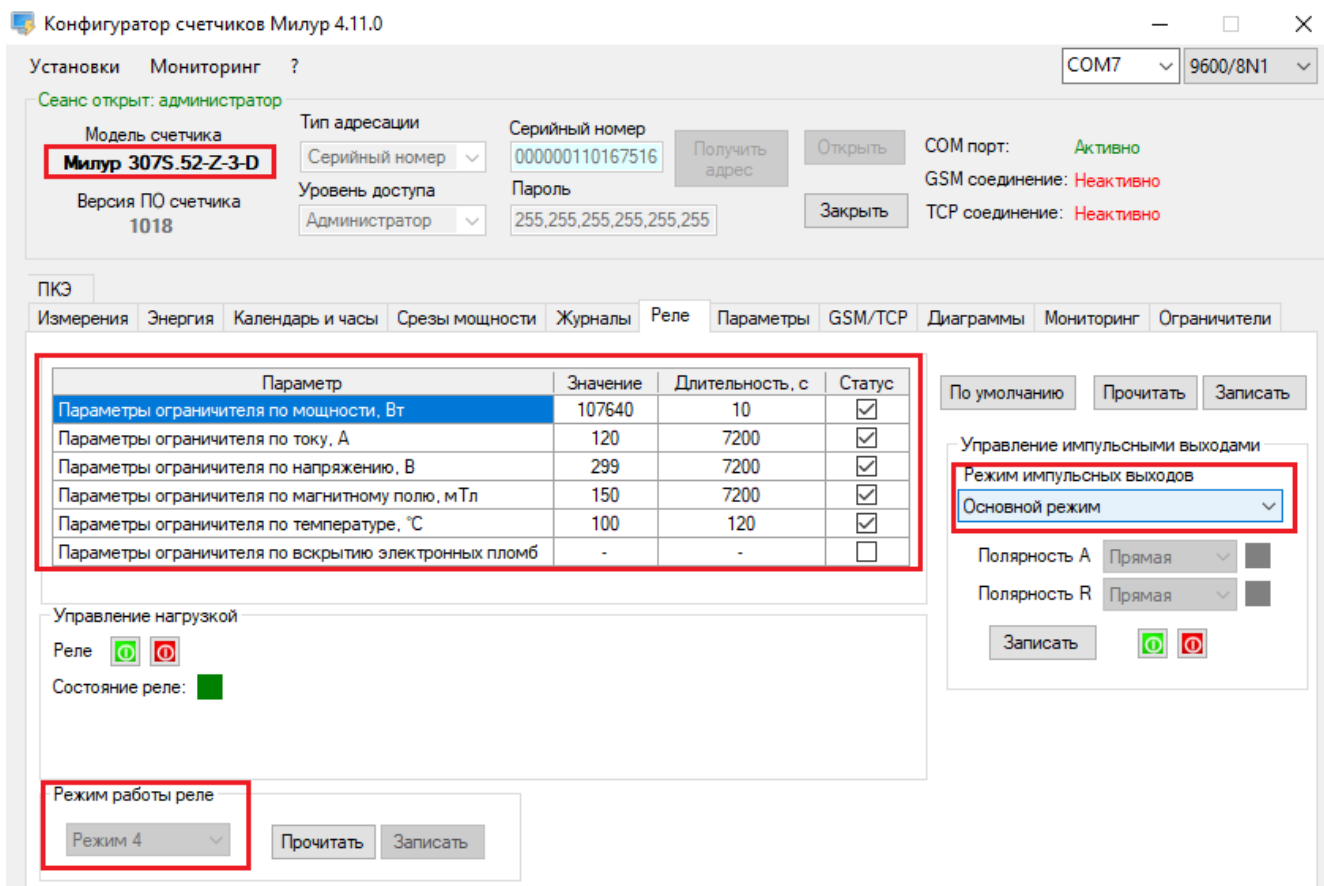 Конфигуратор счетчиков Милур 4.11.0
Установки Мониторинг ?
COM7 9600/8N1
Сеанс открыт: администратор
Модель счетчика
Милур 307S.52-Z-3-D
Версия ПО счетчика
1018
Тип адресации
Серийный номер
Уровень доступа
Администратор
Серийный номер
000000110167516
Пароль
255,255,255,255,255,255
Получить
адрес
Открыть
Закрыть
COM порт: Активно
GSM соединение: Неактивно
TCP соединение: Неактивно
ПКЭ
Измерения Энергия Календарь и часы Срезы мощности Журналы Реле Параметры GSM/TCP Диаграммы Мониторинг Ограничители
Параметр Значение Длительность, с Статус
Параметры ограничителя по мощности, Вт 107640 10
Параметры ограничителя по току, А 120 7200
Параметры ограничителя по напряжению, В 299 7200
Параметры ограничителя по магнитному полю, мТл 150 7200
Параметры ограничителя по температуре, °C 100 120
Параметры ограничителя по вскрытию электронных пломб - -
По умолчанию Прочитать Записать
Управление импульсными выходами
Режим импульсных выходов
Основной режим
Полярность A Прямая
Полярность R Прямая
Записать
Управление нагрузкой
Реле
Состояние реле:
Режим работы реле
Режим 4
Прочитать Записать